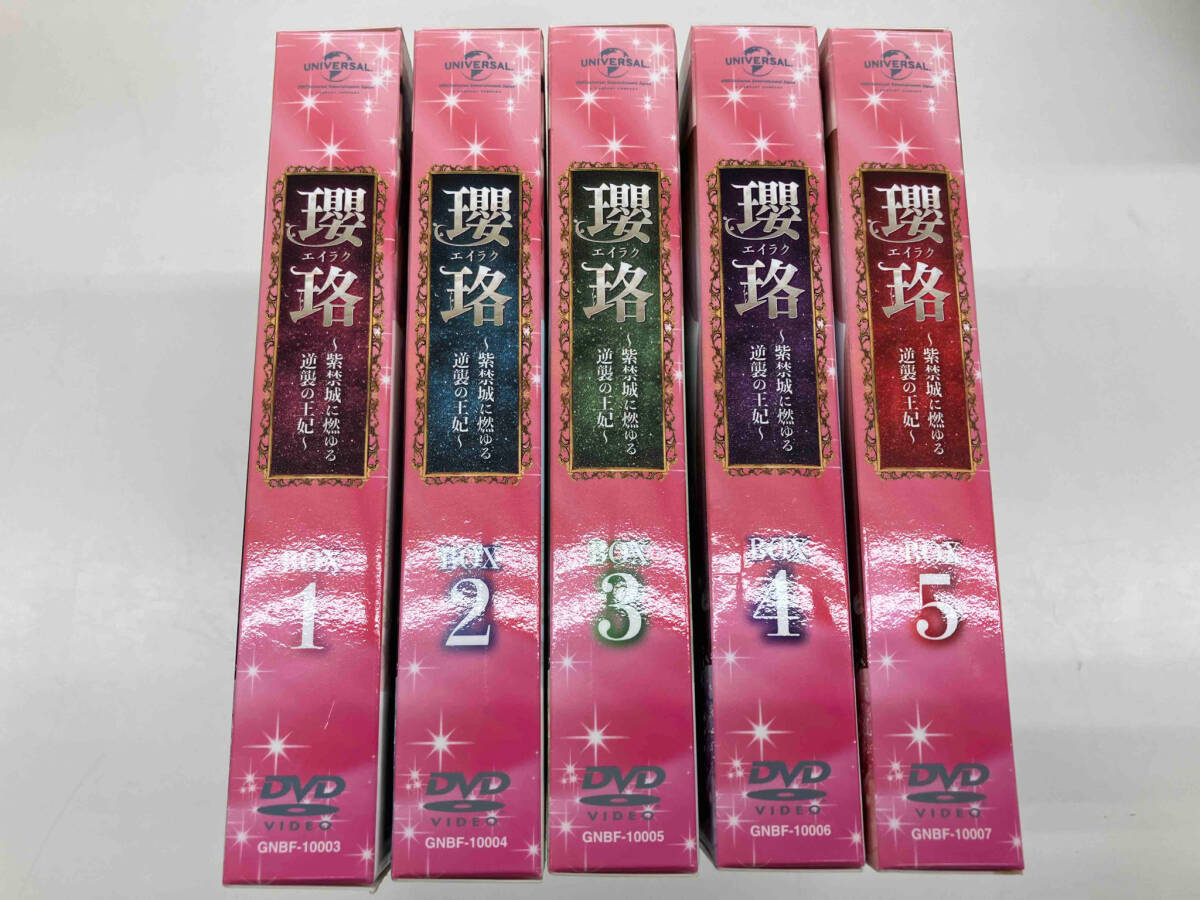 UNIVERSAL
瓔
エイラク
珞
～紫禁城に燃ゆる
逆襲の王妃～
BOX
1
DVD
VIDEO
GNBF-10003
UNIVERSAL
瓔
エイラク
珞
～紫禁城に燃ゆる
逆襲の王妃～
BOX
2
DVD
VIDEO
GNBF-10004
UNIVERSAL
瓔
エイラク
珞
～紫禁城に燃ゆる
逆襲の王妃～
BOX
3
DVD
VIDEO
GNBF-10005
UNIVERSAL
瓔
エイラク
珞
～紫禁城に燃ゆる
逆襲の王妃～
BOX
4
DVD
VIDEO
GNBF-10006
UNIVERSAL
瓔
エイラク
珞
～紫禁城に燃ゆる
逆襲の王妃～
BOX
5
DVD
VIDEO
GNBF-10007